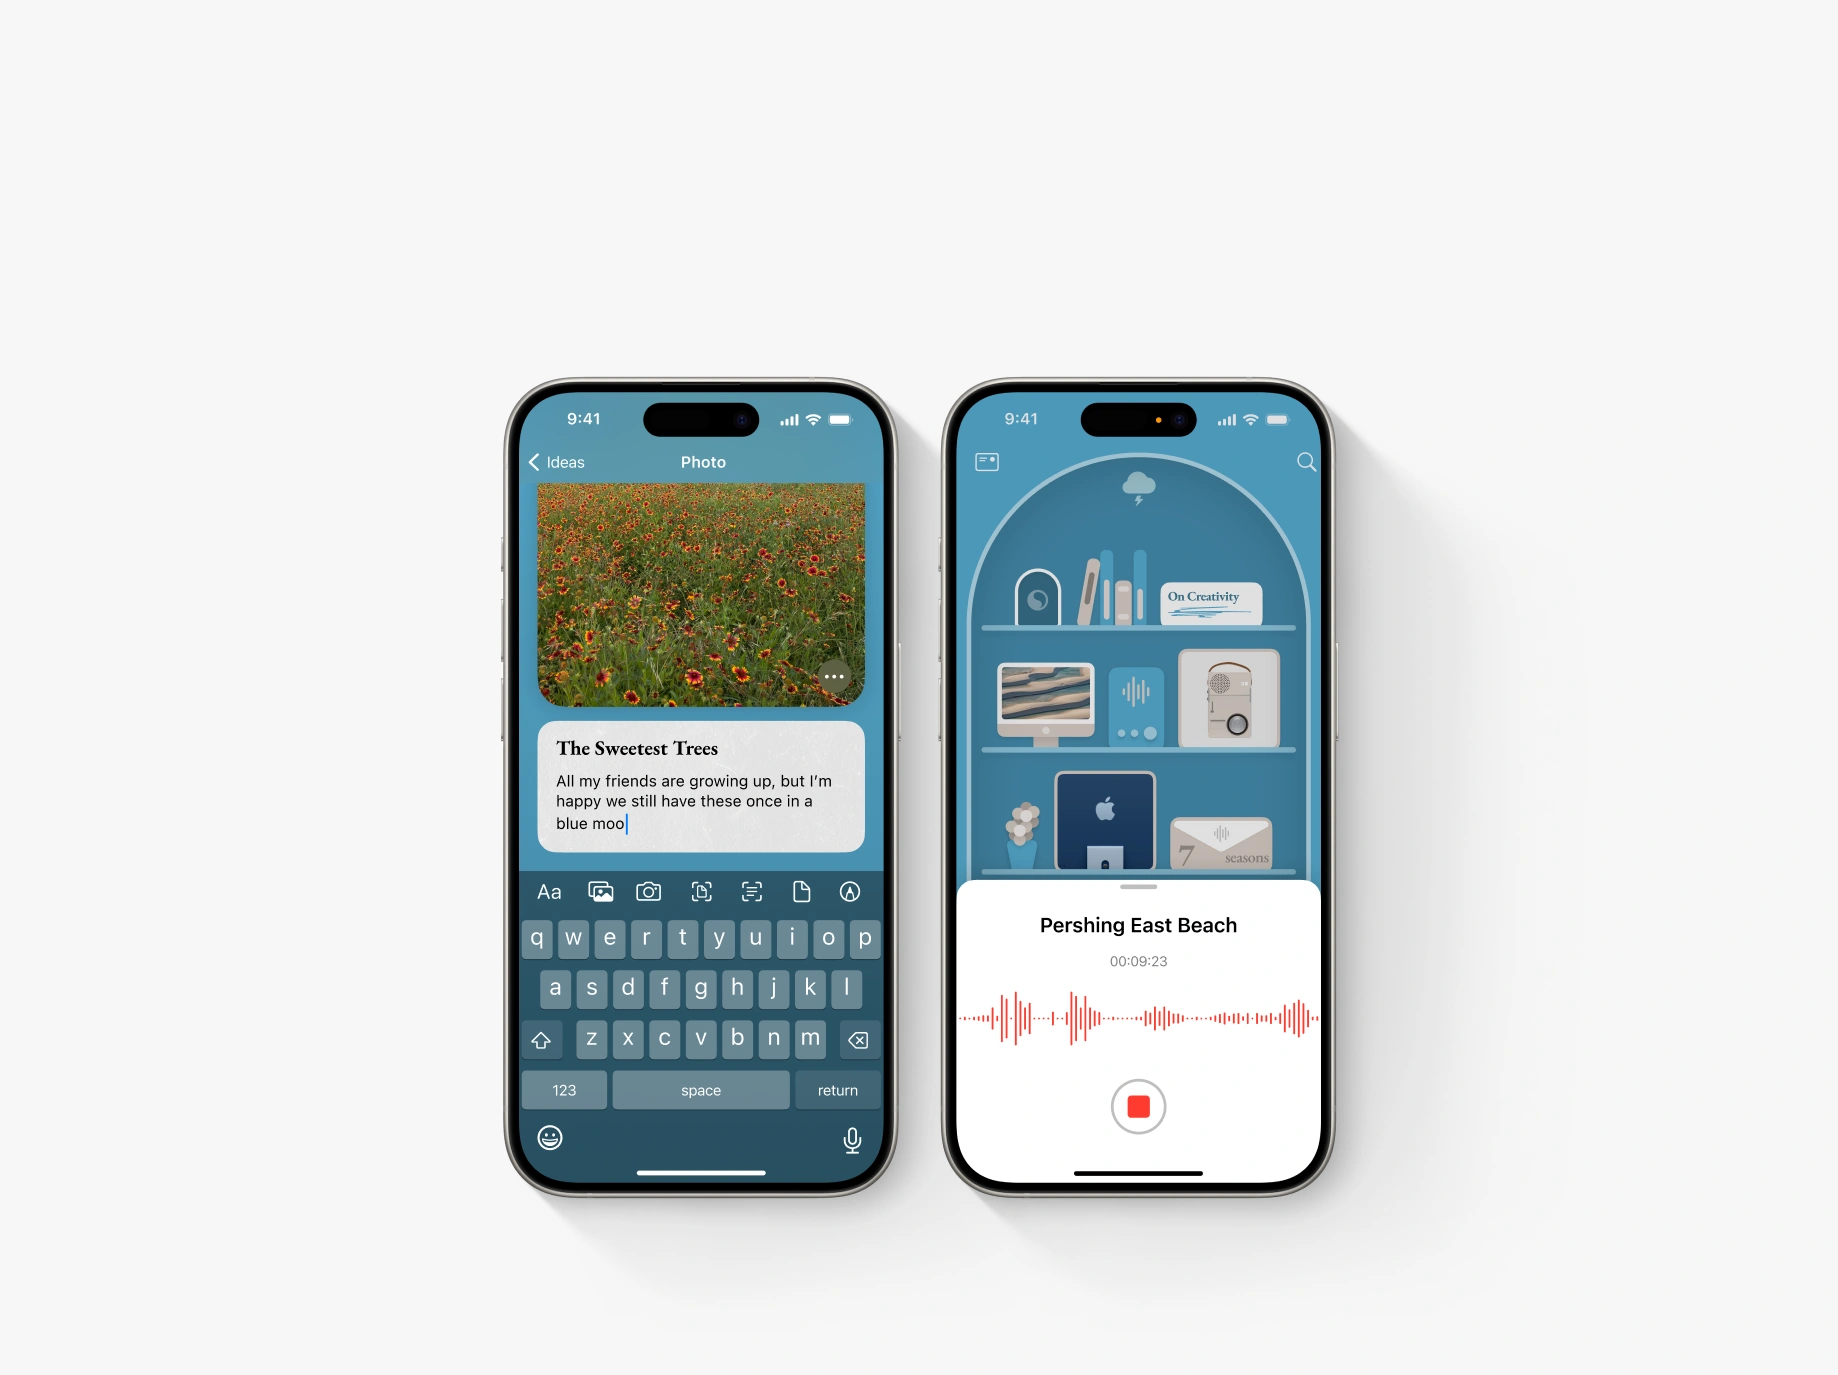 9:41
Ideas
Photo
The Sweetest Trees
All my friends are growing up, but I'm
happy we still have these once in a
blue moo
Aa
q w e r t y u i o p
a s d f g h j k l
z x c v b n m
123 space return
9:41
On Creativity
7 seasons
Pershing East Beach
00:09:23